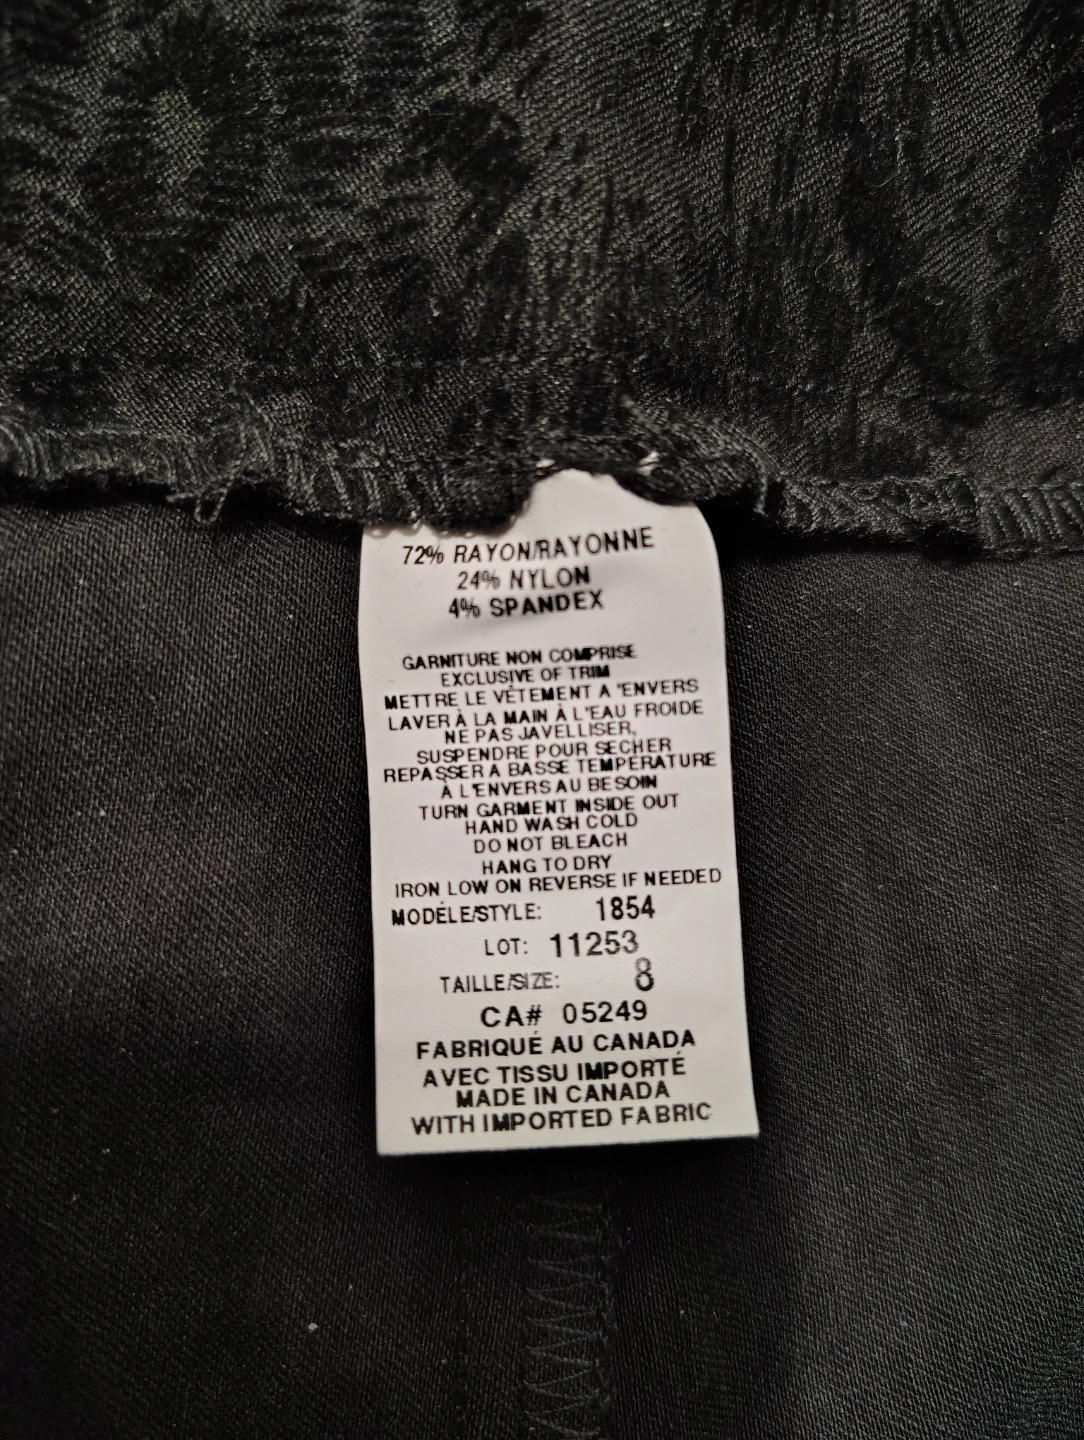 72% RAYON/RAYONNE
24% NYLON
4% SPANDEX
GARNITURE NON COMPRISE
EXCLUSIVE OF TRIM
METTRE LE VÊTEMENT A 'ENVERS
LAVER À LA MAIN À L'EAU FROIDE
NE PAS JAVELLISER,
SUSPENDRE POUR SECHER
REPASSER A BASSE TEMPÉRATURE
À L'ENVERS AU BESOIN
TURN GARMENT INSIDE OUT
HAND WASH COLD
DO NOT BLEACH
HANG TO DRY
IRON LOW ON REVERSE IF NEEDED
MODÉLE/STYLE: 1854
LOT: 11253
TAILLE/SIZE: 8
CA# 05249
FABRIQUÉ AU CANADA
AVEC TISSU IMPORTÉ
MADE IN CANADA
WITH IMPORTED FABRIC